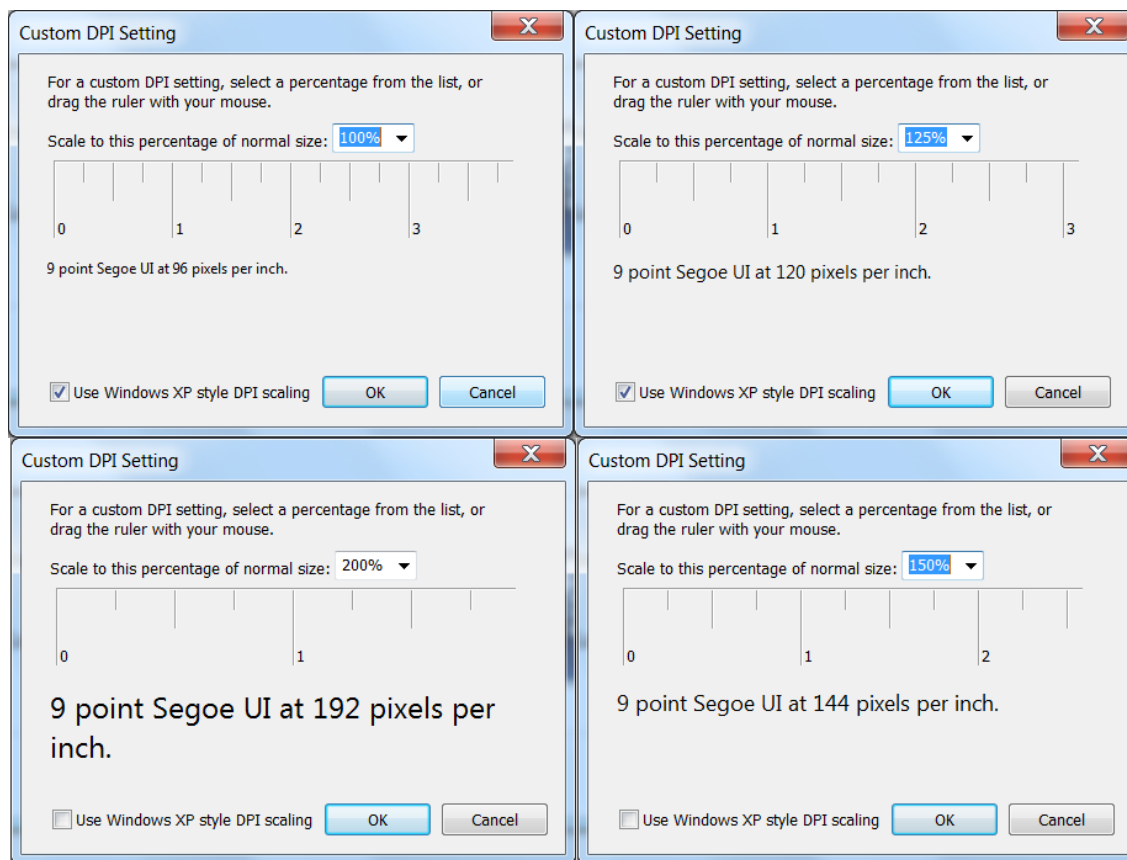 Custom DPI Setting
For a custom DPI setting, select a percentage from the list, or
drag the ruler with your mouse.
Scale to this percentage of normal size: 100%
0 1 2 3
9 point Segoe UI at 96 pixels per inch.
Use Windows XP style DPI scaling OK Cancel
Custom DPI Setting
For a custom DPI setting, select a percentage from the list, or
drag the ruler with your mouse.
Scale to this percentage of normal size: 125%
0 1 2 3
9 point Segoe UI at 120 pixels per inch.
Use Windows XP style DPI scaling OK Cancel
Custom DPI Setting
For a custom DPI setting, select a percentage from the list, or
drag the ruler with your mouse.
Scale to this percentage of normal size: 200%
0 1
9 point Segoe UI at 192 pixels per
inch.
Use Windows XP style DPI scaling OK Cancel
Custom DPI Setting
For a custom DPI setting, select a percentage from the list, or
drag the ruler with your mouse.
Scale to this percentage of normal size: 150%
0 1 2
9 point Segoe UI at 144 pixels per inch.
Use Windows XP style DPI scaling OK Cancel